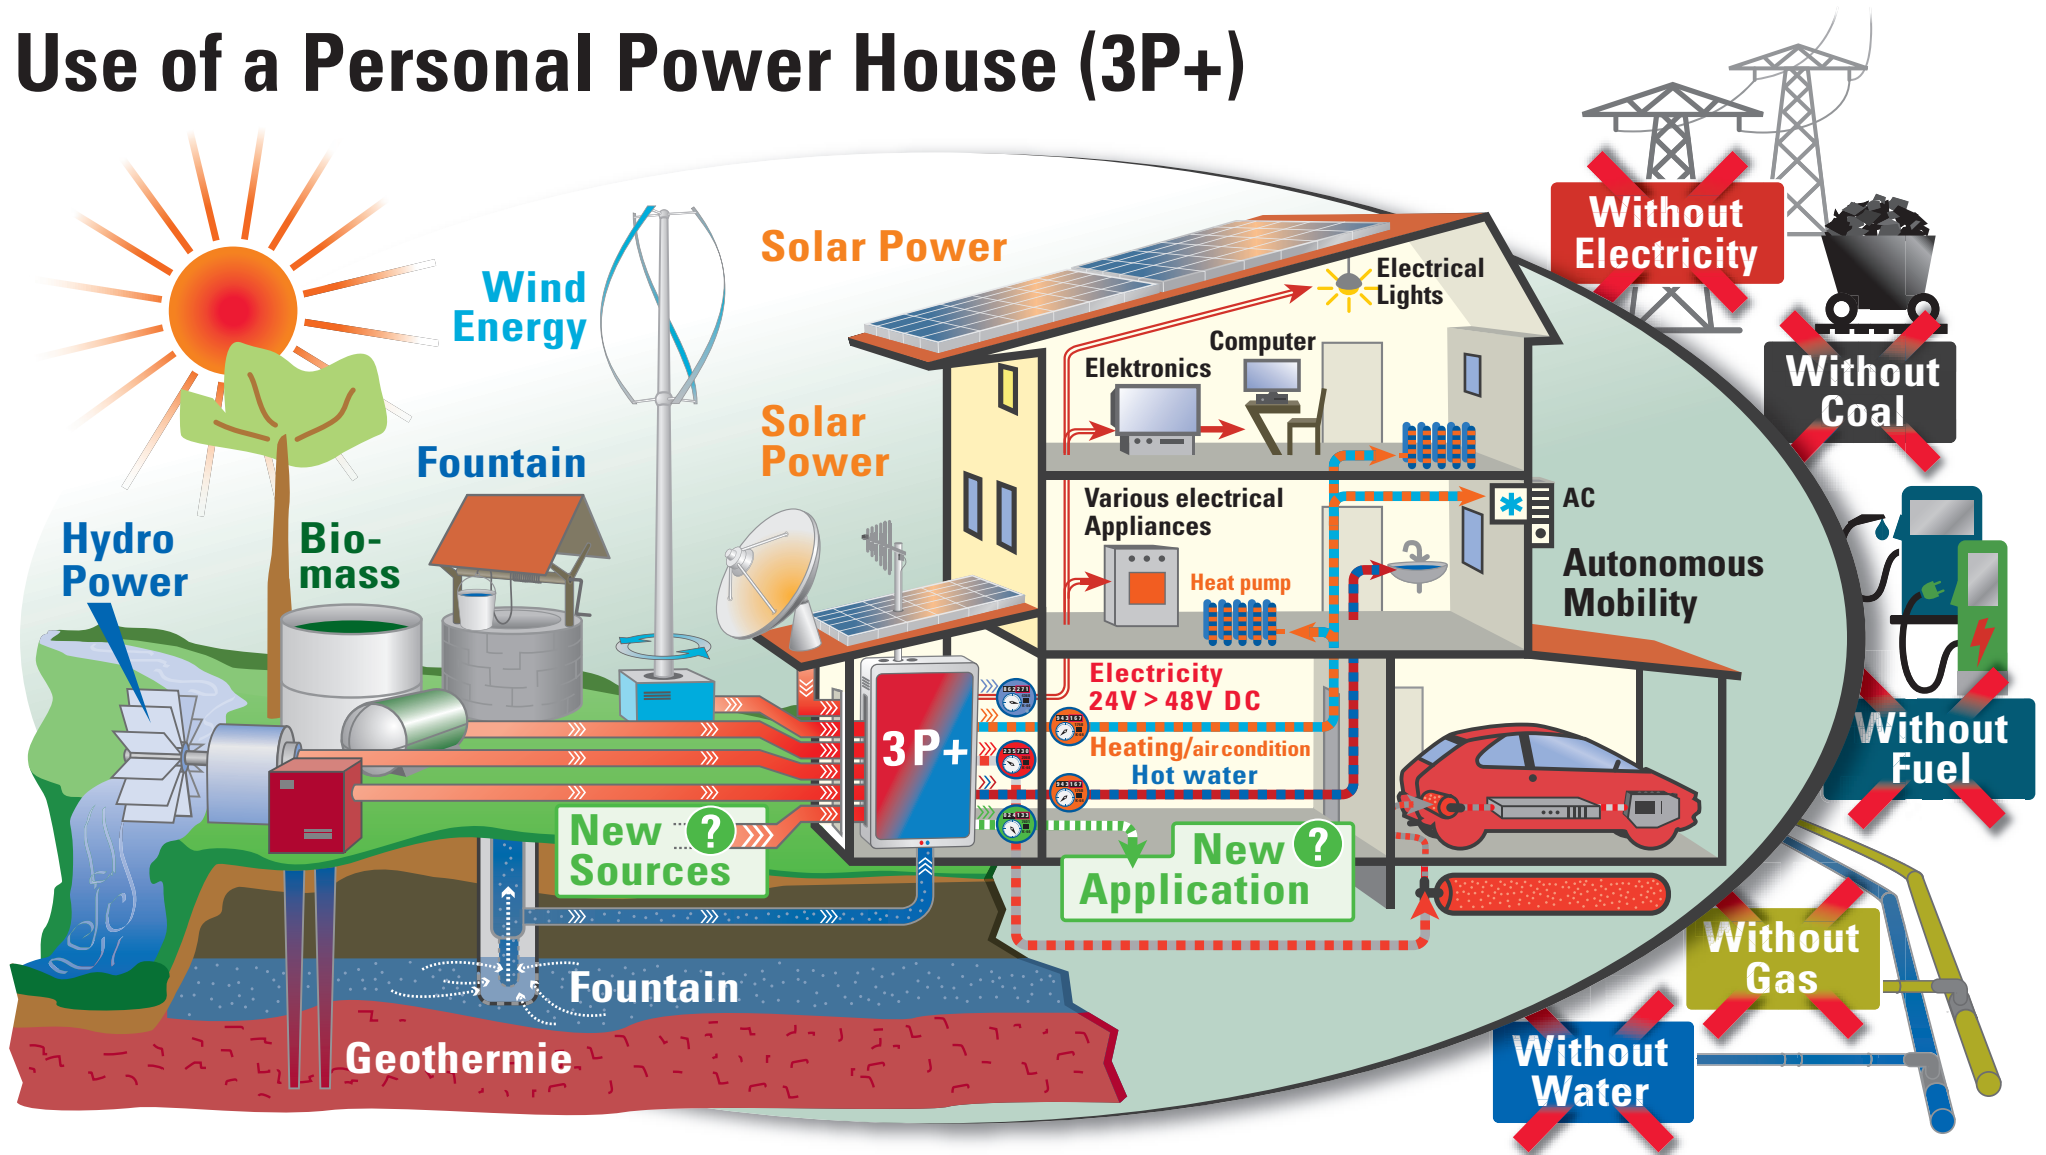 Use of a Personal Power House (3P+)
Without
Electricity
Solar Power
Wind
Energy
Electrical
Lights
Computer
Elektronics
Without
Coal
Solar
Power
Fountain
Various electrical
Appliances
AC
Hydro
Power
Bio-
mass
Heat pump
Autonomous
Mobility
Electricity
24V > 48V DC
3P+
Heating/air condition
Hot water
Without
Fuel
New ?
Sources
New ?
Application
Without
Gas
Fountain
Geothermie
Without
Water